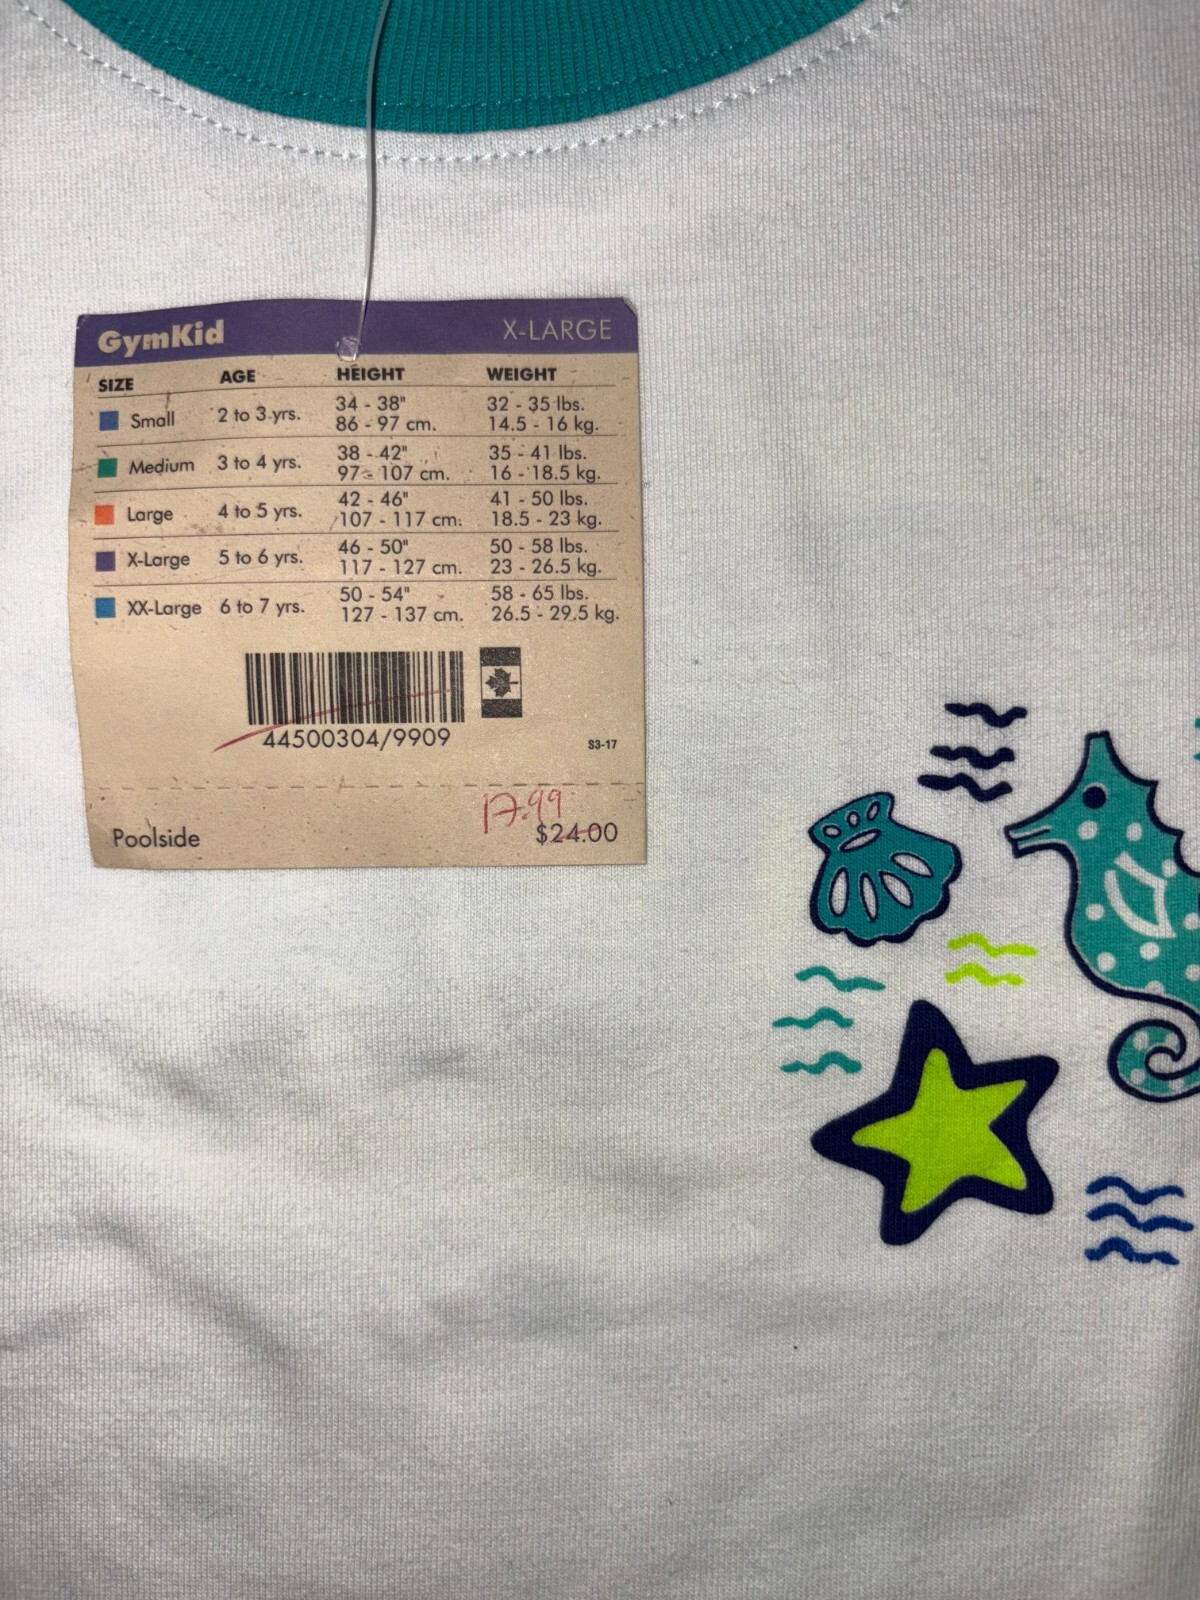 GymKid X-LARGE
SIZE AGE HEIGHT WEIGHT
Small 2 to 3 yrs. 34 - 38" 32 - 35 lbs.
86 - 97 cm. 14.5 - 16 kg.
Medium 3 to 4 yrs. 38 - 42" 35 - 41 lbs.
97 - 107 cm. 16 - 18.5 kg.
Large 4 to 5 yrs. 42 - 46" 41 - 50 lbs.
107 - 117 cm. 18.5 - 23 kg.
X-Large 5 to 6 yrs. 46 - 50" 50 - 58 lbs.
117 - 127 cm. 23 - 26.5 kg.
XX-Large 6 to 7 yrs. 50 - 54" 58 - 65 lbs.
127 - 137 cm. 26.5 - 29.5 kg.
44500304/9909
S3-17
17.99
Poolside $24.00